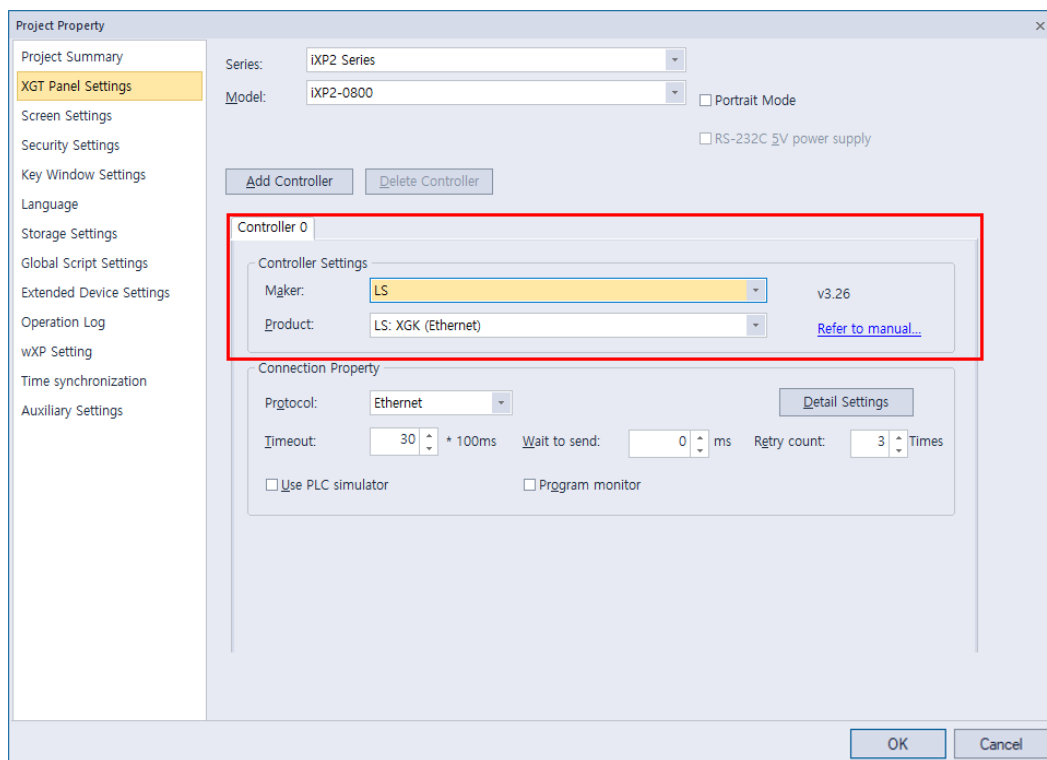 Project Property
Project Summary
XGT Panel Settings
Screen Settings
Security Settings
Key Window Settings
Language
Storage Settings
Global Script Settings
Extended Device Settings
Operation Log
wXP Setting
Time synchronization
Auxiliary Settings
Series: iXP2 Series
Model: iXP2-0800
Portrait Mode
RS-232C 5V power supply
Add Controller Delete Controller
Controller 0
Controller Settings
Maker: LS v3.26
Product: LS: XGK (Ethernet) Refer to manual...
Connection Property
Protocol: Ethernet Detail Settings
Timeout: 30 * 100ms Wait to send: 0 ms Retry count: 3 Times
Use PLC simulator Program monitor
OK Cancel